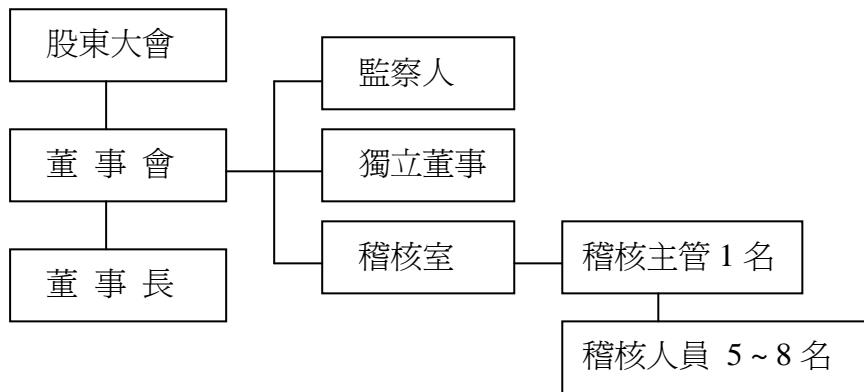 股東大會
監察人
董 事 會
獨立董事
董 事 長
稽核室
稽核主管 1 名
稽核人員 5 ~ 8 名